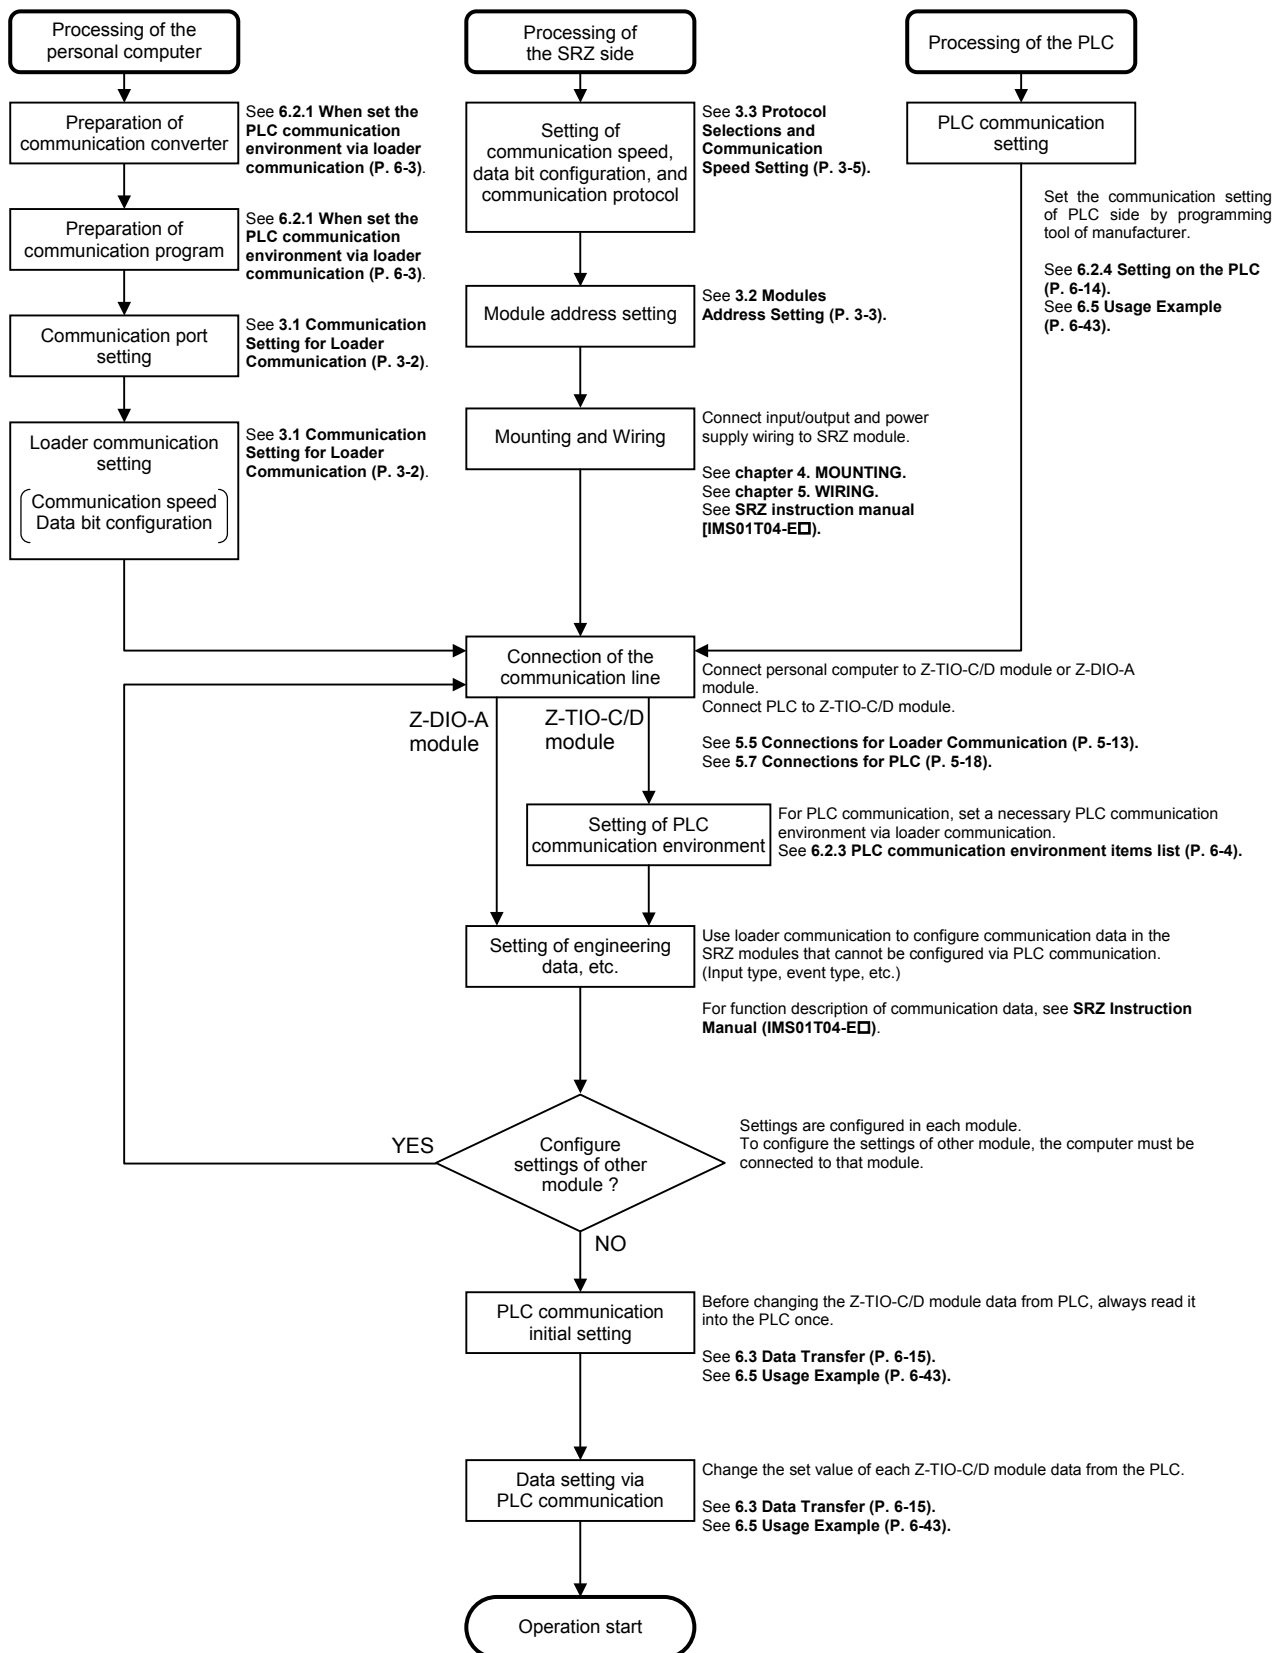 Processing of the
personal computer
Preparation of
communication converter
See 6.2.1 When set the
PLC communication
environment via loader
communication (P. 6-3).
Preparation of
communication program
See 6.2.1 When set the
PLC communication
environment via loader
communication (P. 6-3).
Communication port
setting
See 3.1 Communication
Setting for Loader
Communication (P. 3-2).
Loader communication
setting
Communication speed
Data bit configuration
See 3.1 Communication
Setting for Loader
Communication (P. 3-2).
Processing of
the SRZ side
Setting of
communication speed,
data bit configuration, and
communication protocol
See 3.3 Protocol
Selections and
Communication
Speed Setting (P. 3-5).
Module address setting
See 3.2 Modules
Address Setting (P. 3-3).
Mounting and Wiring
Connect input/output and power
supply wiring to SRZ module.
See chapter 4. MOUNTING.
See chapter 5. WIRING.
See SRZ instruction manual
[IMS01T04-E□).
Processing of the PLC
PLC communication
setting
Set the communication setting
of PLC side by programming
tool of manufacturer.
See 6.2.4 Setting on the PLC
(P. 6-14).
See 6.5 Usage Example
(P. 6-43).
Connection of the
communication line
Connect personal computer to Z-TIO-C/D module or Z-DIO-A
module.
Connect PLC to Z-TIO-C/D module.
See 5.5 Connections for Loader Communication (P. 5-13).
See 5.7 Connections for PLC (P. 5-18).
Z-DIO-A
module
Z-TIO-C/D
module
Setting of PLC
communication environment
For PLC communication, set a necessary PLC communication
environment via loader communication.
See 6.2.3 PLC communication environment items list (P. 6-4).
Setting of engineering
data, etc.
Use loader communication to configure communication data in the
SRZ modules that cannot be configured via PLC communication.
(Input type, event type, etc.)
For function description of communication data, see SRZ Instruction
Manual (IMS01T04-E□).
YES
Configure
settings of other
module ?
Settings are configured in each module.
To configure the settings of other module, the computer must be
connected to that module.
NO
PLC communication
initial setting
Before changing the Z-TIO-C/D module data from PLC, always read it
into the PLC once.
See 6.3 Data Transfer (P. 6-15).
See 6.5 Usage Example (P. 6-43).
Data setting via
PLC communication
Change the set value of each Z-TIO-C/D module data from the PLC.
See 6.3 Data Transfer (P. 6-15).
See 6.5 Usage Example (P. 6-43).
Operation start